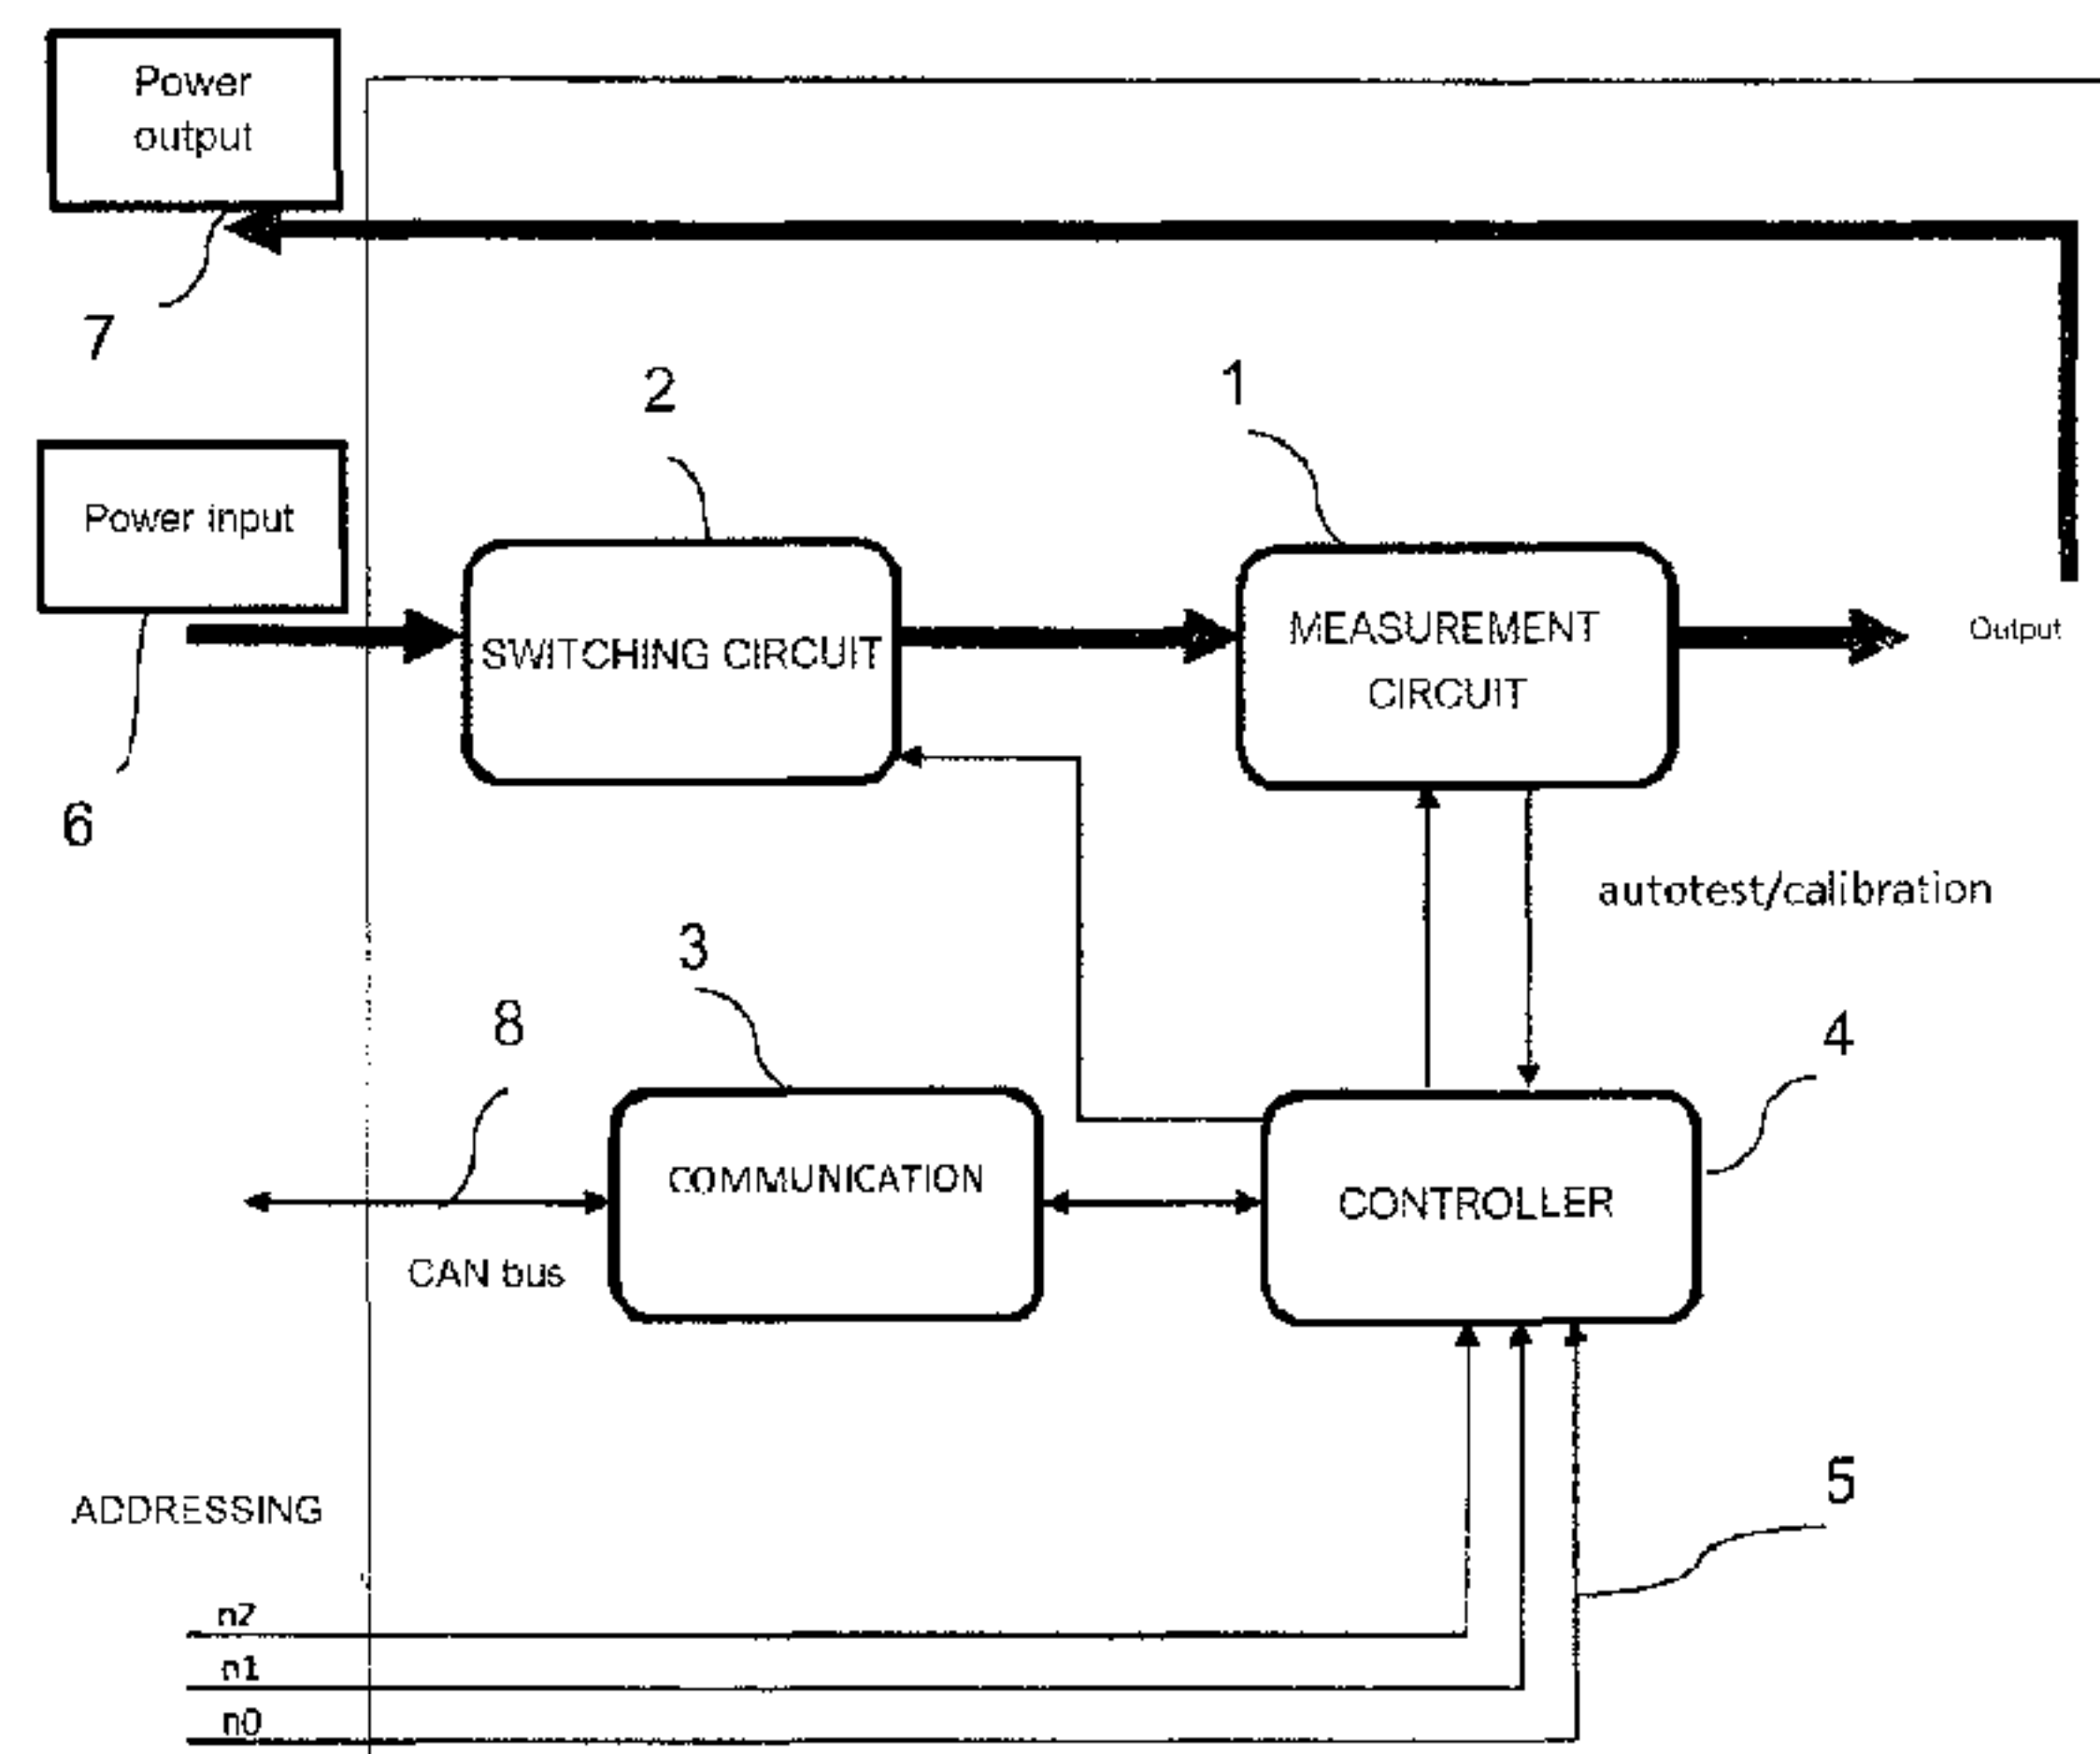 Power
output
7
2
1
Power input
SWITCHING CIRCUIT
MEASUREMENT
CIRCUIT
Output
6
autotest/calibration
3
8
4
COMMUNICATION
CONTROLLER
CAN bus
5
ADDRESSING
n2
n1
n0